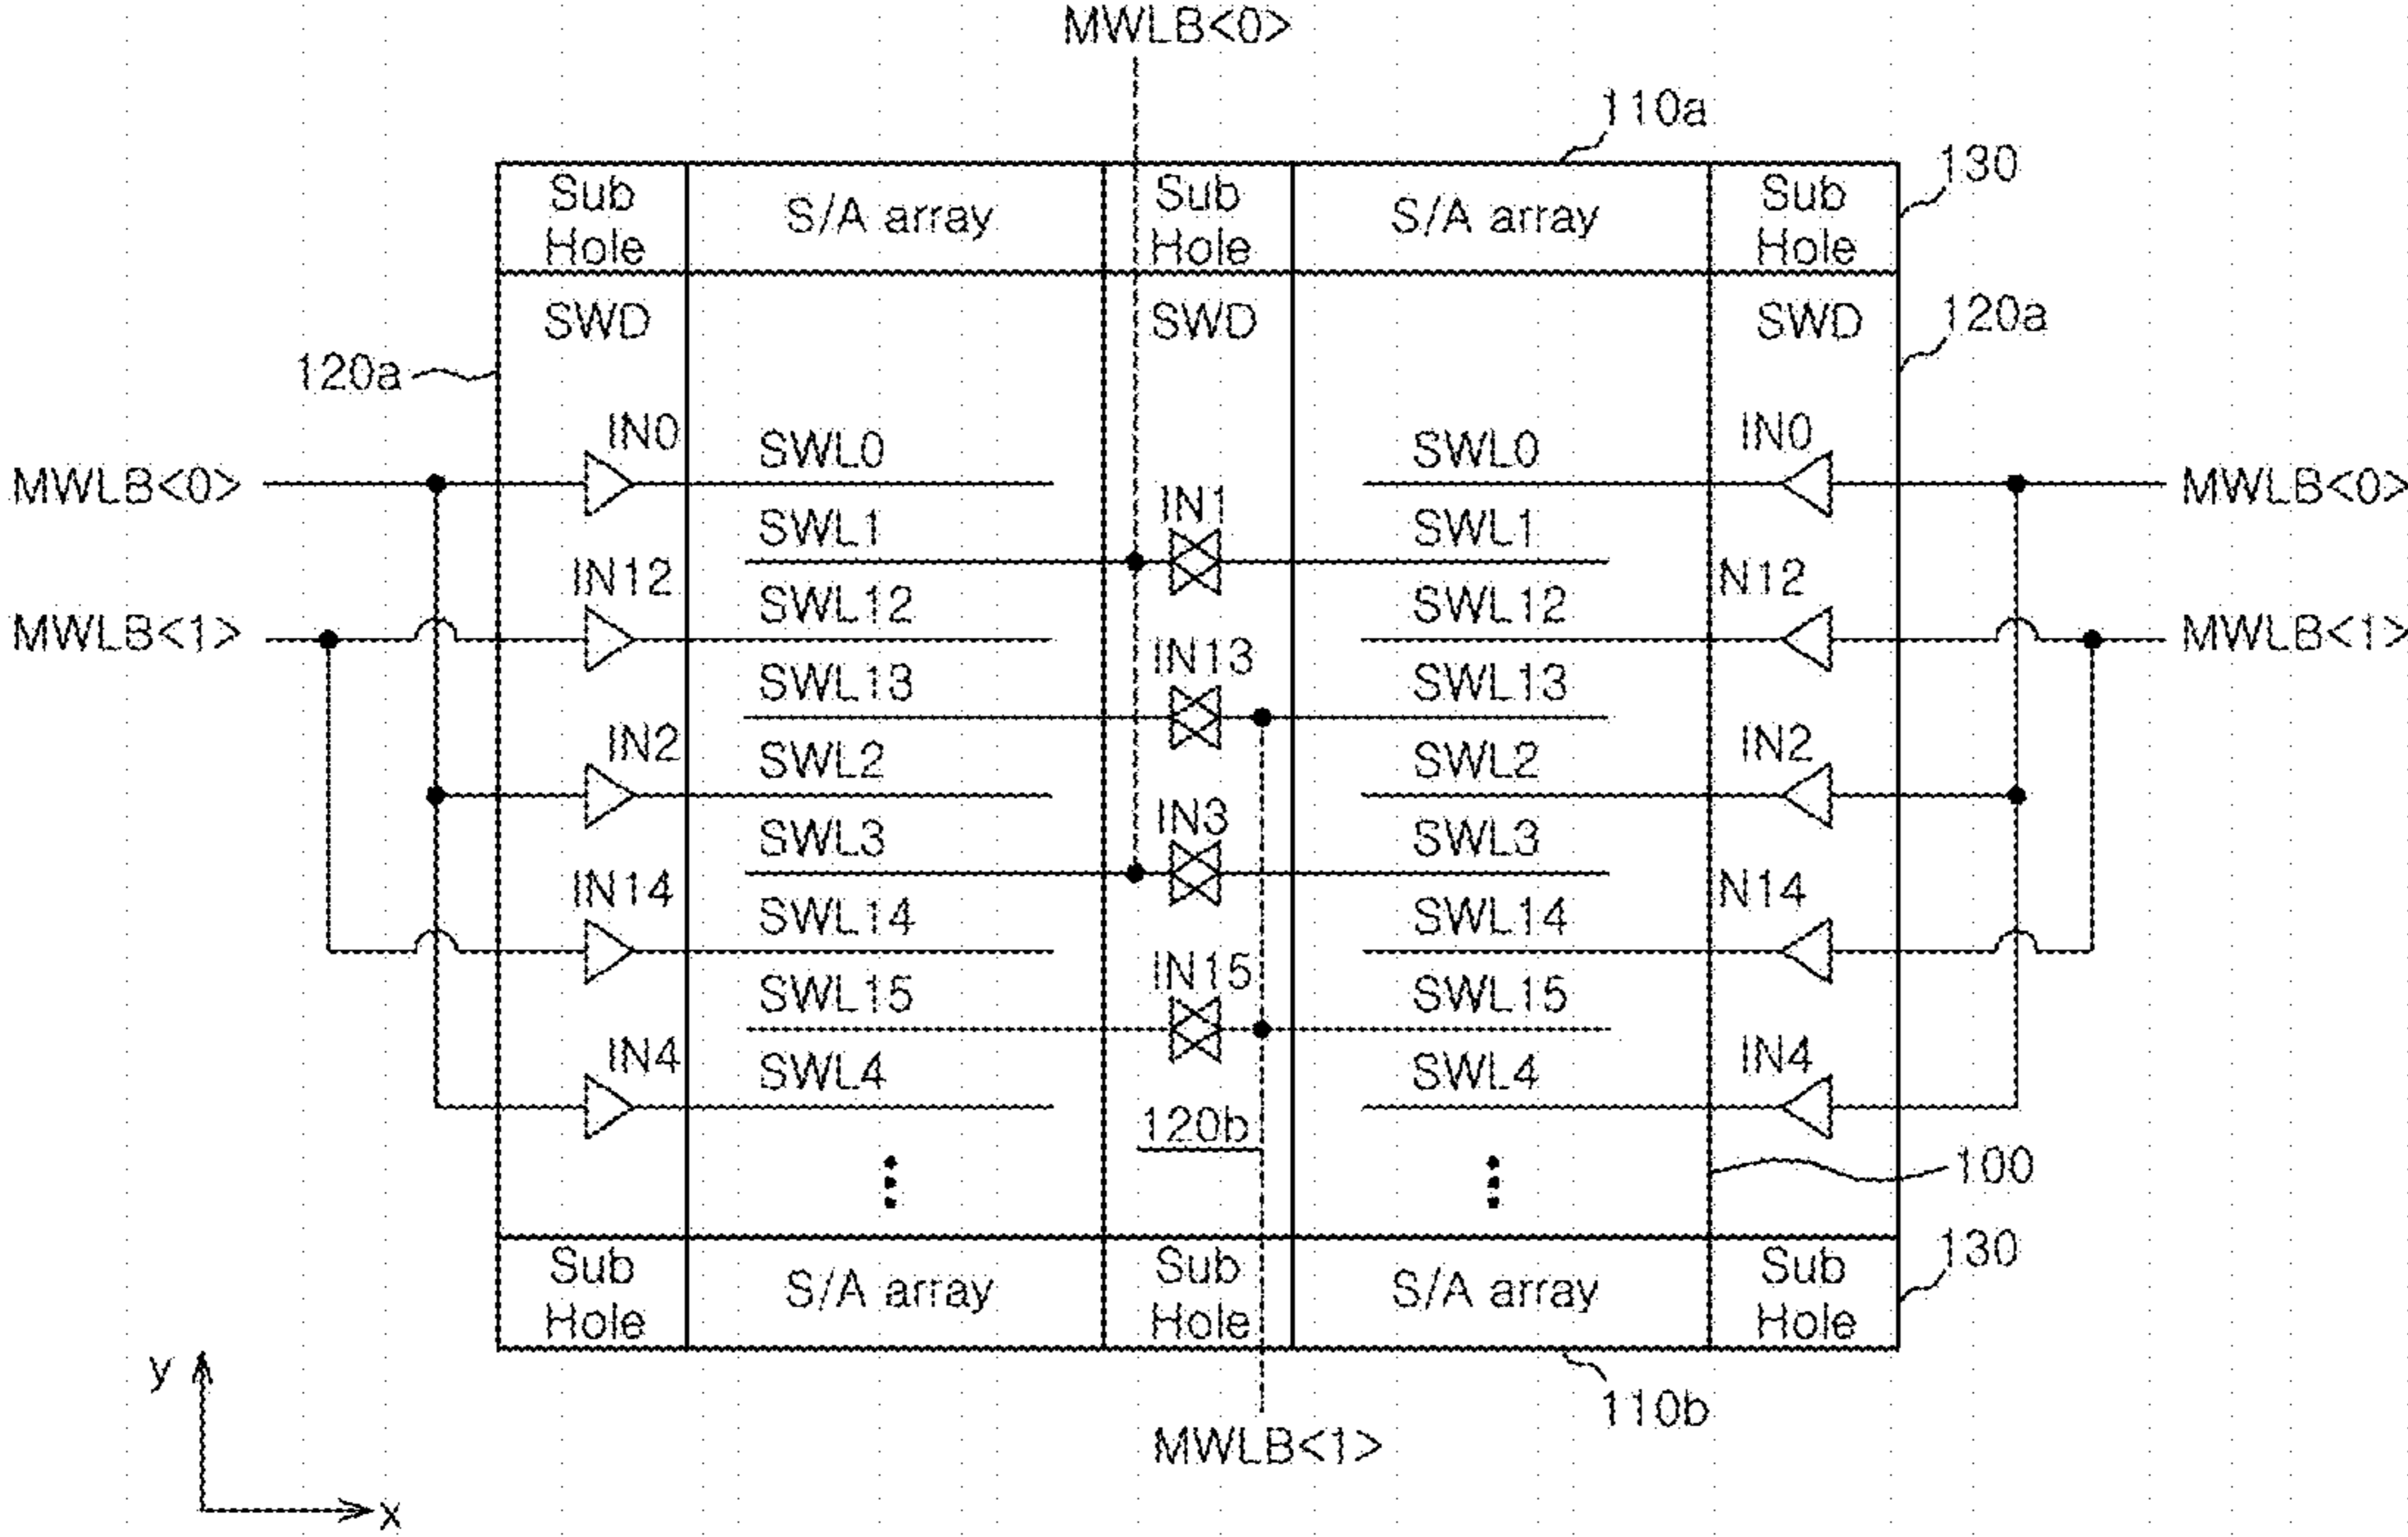 MWLB<0>
110a
130
Sub Hole
S/A array
Sub Hole
S/A array
Sub Hole
SWD
SWD
SWD
120a
120a
IN0
SWL0
SWL0
IN0
MWLB<0>
MWLB<0>
SWL1
IN1
SWL1
IN12
SWL12
SWL12
N12
MWLB<1>
MWLB<1>
SWL13
IN13
SWL13
IN2
SWL2
SWL2
IN2
SWL3
IN3
SWL3
IN14
SWL14
SWL14
N14
SWL15
IN15
SWL15
IN4
SWL4
SWL4
IN4
120b
100
Sub Hole
S/A array
Sub Hole
S/A array
Sub Hole
130
110b
MWLB<1>
y
x